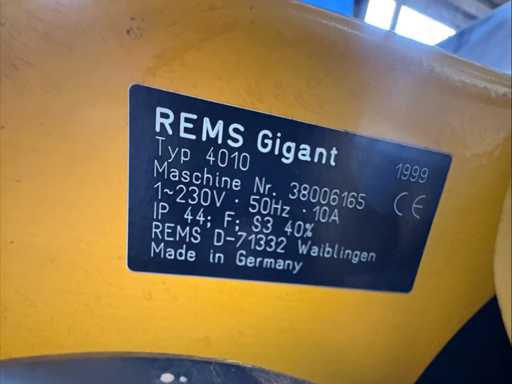 REMS Gigant
Typ 4010 1999
Maschine Nr. 38006165
1~230V · 50Hz · 10A CE
IP 44; F; S3 40%
REMS D-71332 Waiblingen
Made in Germany